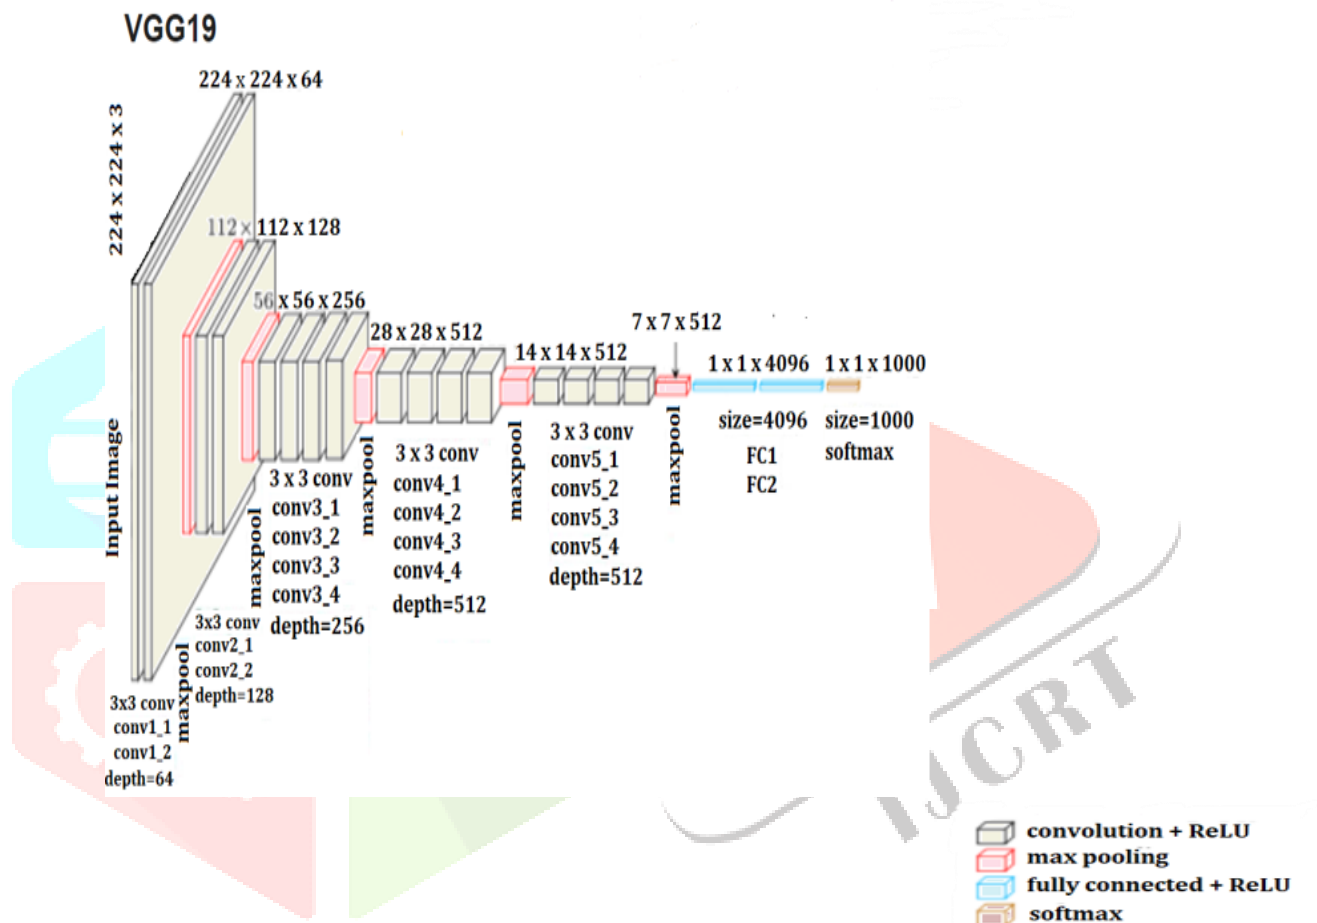 VGG19
224 x 224 x 3
Input Image
224 x 224 x 64
3x3 conv
conv1_1
conv1_2
depth=64
maxpool
112 × 112 x 128
3x3 conv
conv2_1
conv2_2
depth=128
maxpool
56 x 56 x 256
3 x 3 conv
conv3_1
conv3_2
conv3_3
conv3_4
depth=256
maxpool
28 x 28 x 512
3 x 3 conv
conv4_1
conv4_2
conv4_3
conv4_4
depth=512
maxpool
14 x 14 x 512
3 x 3 conv
conv5_1
conv5_2
conv5_3
conv5_4
depth=512
maxpool
7 x 7 x 512
1 x 1 x 4096
size=4096
FC1
FC2
1 x 1 x 1000
size=1000
softmax
IJCRT
convolution + ReLU
max pooling
fully connected + ReLU
softmax